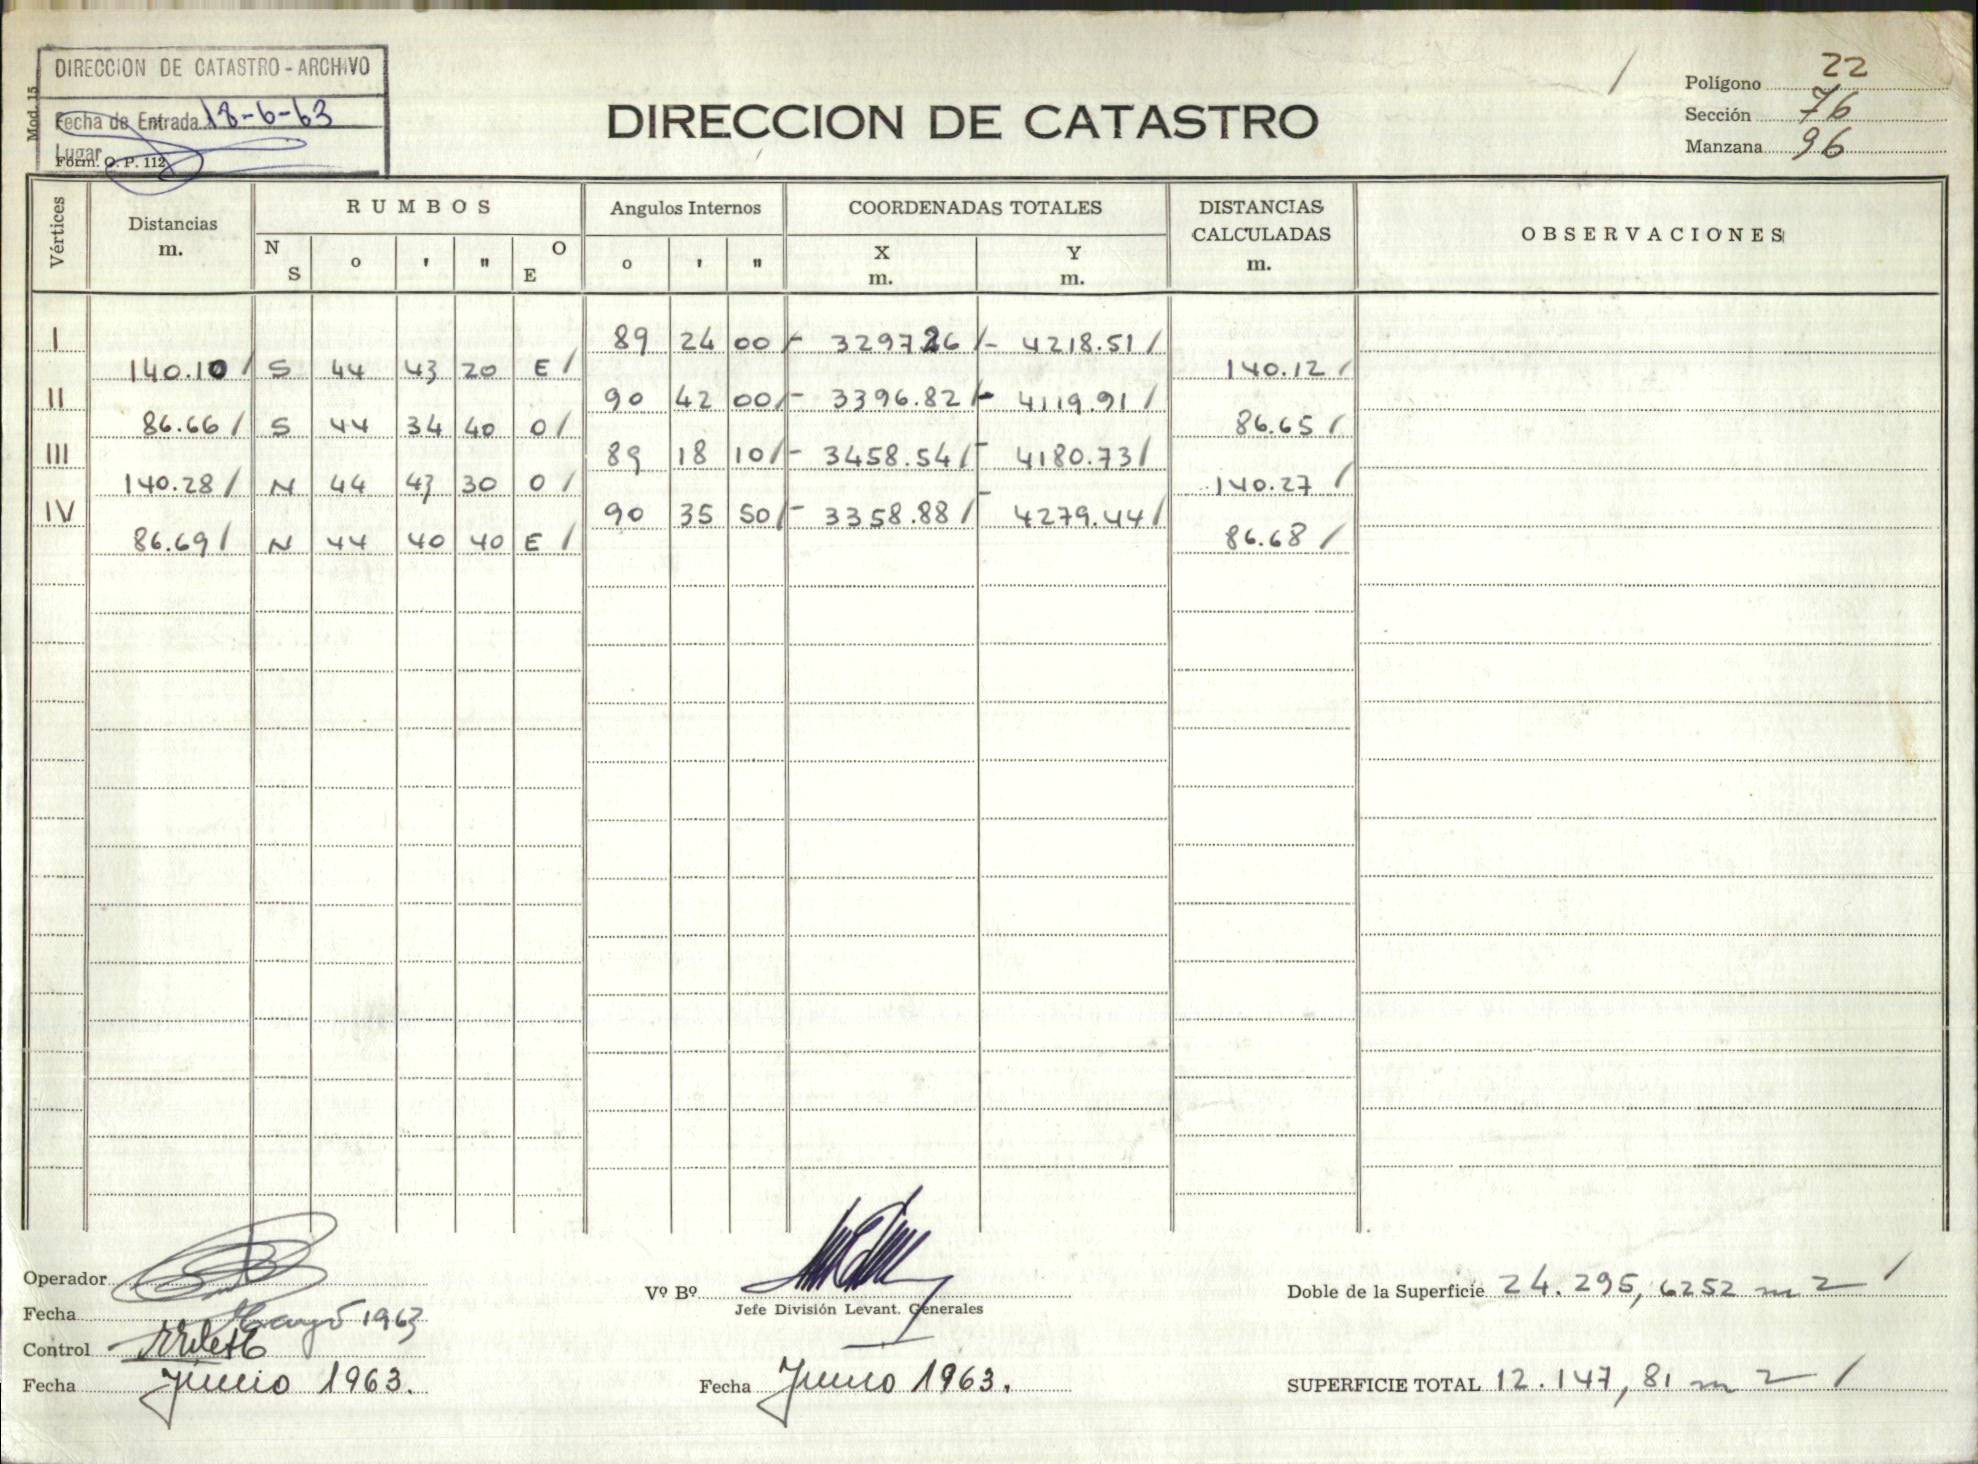 DIRECCION DE CATASTRO - ARCHIVO
Fecha de Entrada 18-6-63
Lugar
Mod. 15
Form. O. P. 112
DIRECCION DE CATASTRO
Polígono 22
Sección 76
Manzana 96
Vértices Distancias m. RUMBOS Angulos Internos COORDENADAS TOTALES DISTANCIAS CALCULADAS m. OBSERVACIONES
N S o ' " O E o ' " X m. Y m.
I 89 24 00 / - 3297.26 / - 4218.51 /
140.10 / S 44 43 20 E / 140.12 /
II 90 42 00 / - 3396.82 / - 4119.91 /
86.66 / S 44 34 40 O / 86.65 /
III 89 18 10 / - 3458.54 / - 4180.73 /
140.28 / N 44 43 30 O / 140.27 /
IV 90 35 50 / - 3358.88 / - 4279.44 /
86.69 / N 44 40 40 E / 86.68 /
Operador
Fecha Mayo 1963
Control
Fecha Junio 1963.
Vº Bº
Jefe División Levant. Generales
Fecha Junio 1963.
Doble de la Superficie 24.295,6252 m2 /
SUPERFICIE TOTAL 12.147,81 m2 /